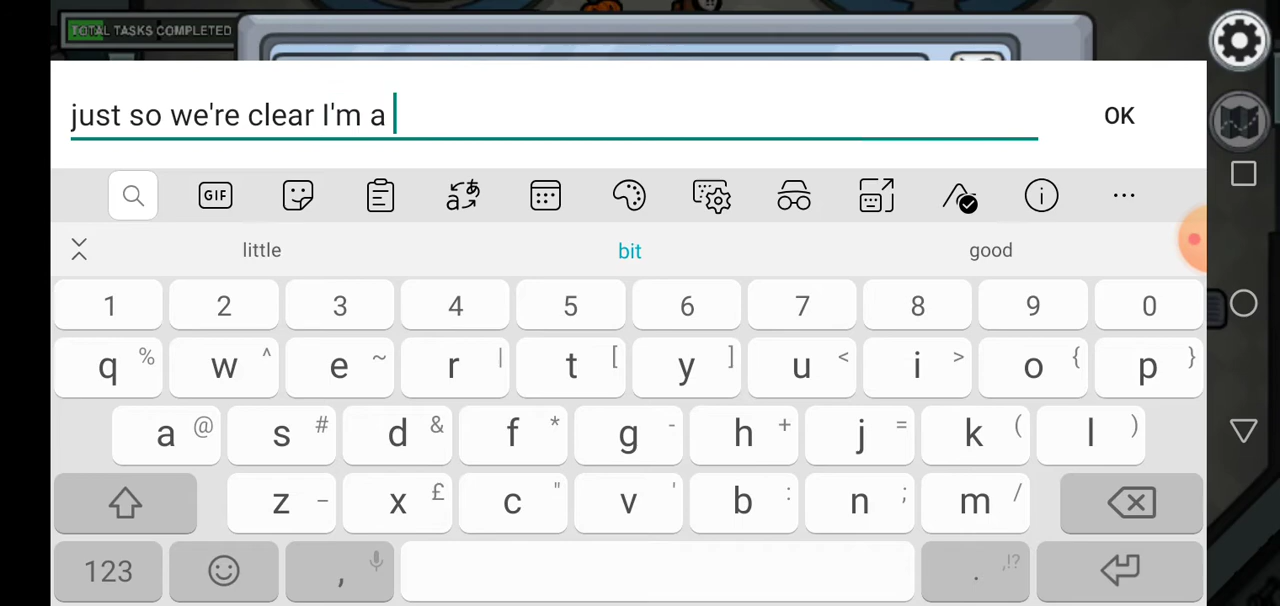 TOTAL TASKS COMPLETED
just so we're clear I'm a
OK
GIF
little bit good
1 2 3 4 5 6 7 8 9 0
q % w ^ e ~ r | t [ y ] u < i > o { p }
a @ s # d & f * g - h + j = k ( l )
z – x £ c " v ' b : n ; m /
123 , . ,!?